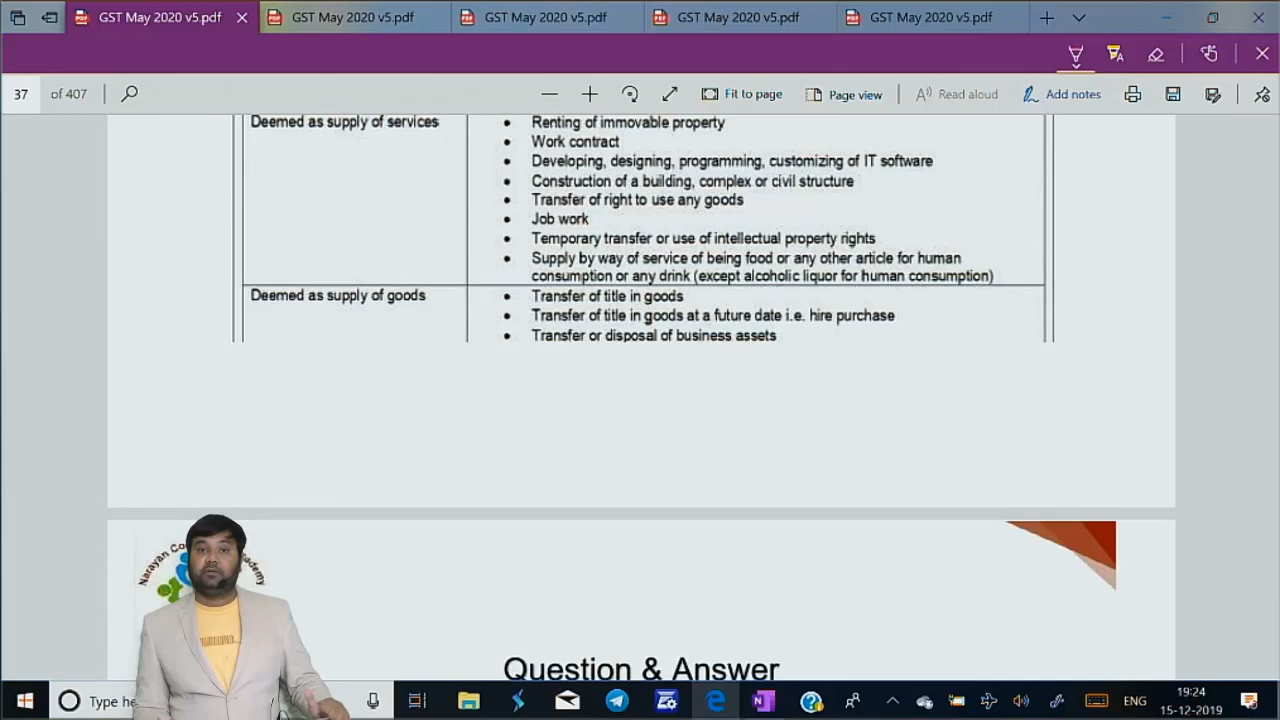 GST May 2020 v5.pdf
GST May 2020 v5.pdf
GST May 2020 v5.pdf
GST May 2020 v5.pdf
GST May 2020 v5.pdf
37 of 407
Fit to page
Page view
Read aloud
Add notes
Deemed as supply of services
• Renting of immovable property
• Work contract
• Developing, designing, programming, customizing of IT software
• Construction of a building, complex or civil structure
• Transfer of right to use any goods
• Job work
• Temporary transfer or use of intellectual property rights
• Supply by way of service of being food or any other article for human
consumption or any drink (except alcoholic liquor for human consumption)
Deemed as supply of goods
• Transfer of title in goods
• Transfer of title in goods at a future date i.e. hire purchase
• Transfer or disposal of business assets
Narayan Co
ademy
Question & Answer
Type he
ENG
19:24
15-12-2019